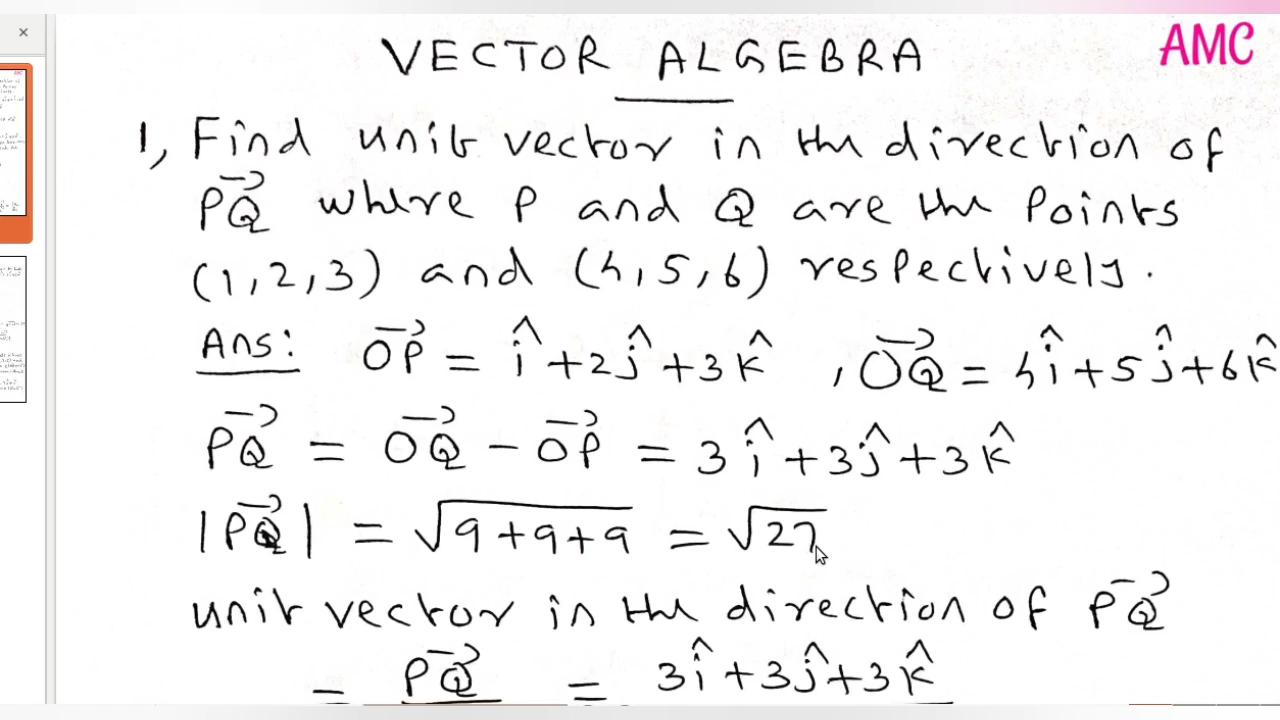 AMC
VECTOR ALGEBRA
1, Find unit vector in the direction of
PQ⃗ where P and Q are the points
(1,2,3) and (4,5,6) respectively.
Ans: OP⃗ = î + 2ĵ + 3k̂ , OQ⃗ = 4î + 5ĵ + 6k̂
PQ⃗ = OQ⃗ - OP⃗ = 3î + 3ĵ + 3k̂
|PQ⃗| = √(9+9+9) = √27
unit vector in the direction of PQ⃗
= PQ⃗ = 3î + 3ĵ + 3k̂